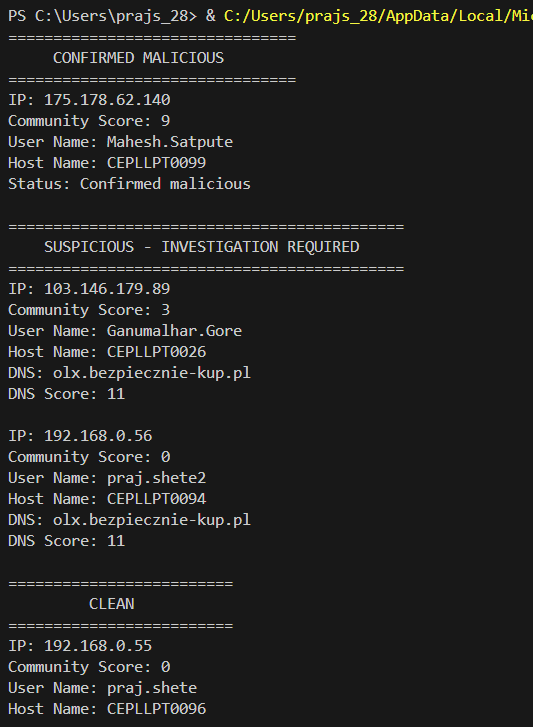 PS C:\Users\prajs_28> & C:/Users/prajs_28/AppData/Local/Mic
================================
CONFIRMED MALICIOUS
================================
IP: 175.178.62.140
Community Score: 9
User Name: Mahesh.Satpute
Host Name: CEPLLPT0099
Status: Confirmed malicious
============================================
SUSPICIOUS - INVESTIGATION REQUIRED
============================================
IP: 103.146.179.89
Community Score: 3
User Name: Ganumalhar.Gore
Host Name: CEPLLPT0026
DNS: olx.bezpiecznie-kup.pl
DNS Score: 11
IP: 192.168.0.56
Community Score: 0
User Name: praj.shete2
Host Name: CEPLLPT0094
DNS: olx.bezpiecznie-kup.pl
DNS Score: 11
=========================
CLEAN
=========================
IP: 192.168.0.55
Community Score: 0
User Name: praj.shete
Host Name: CEPLLPT0096